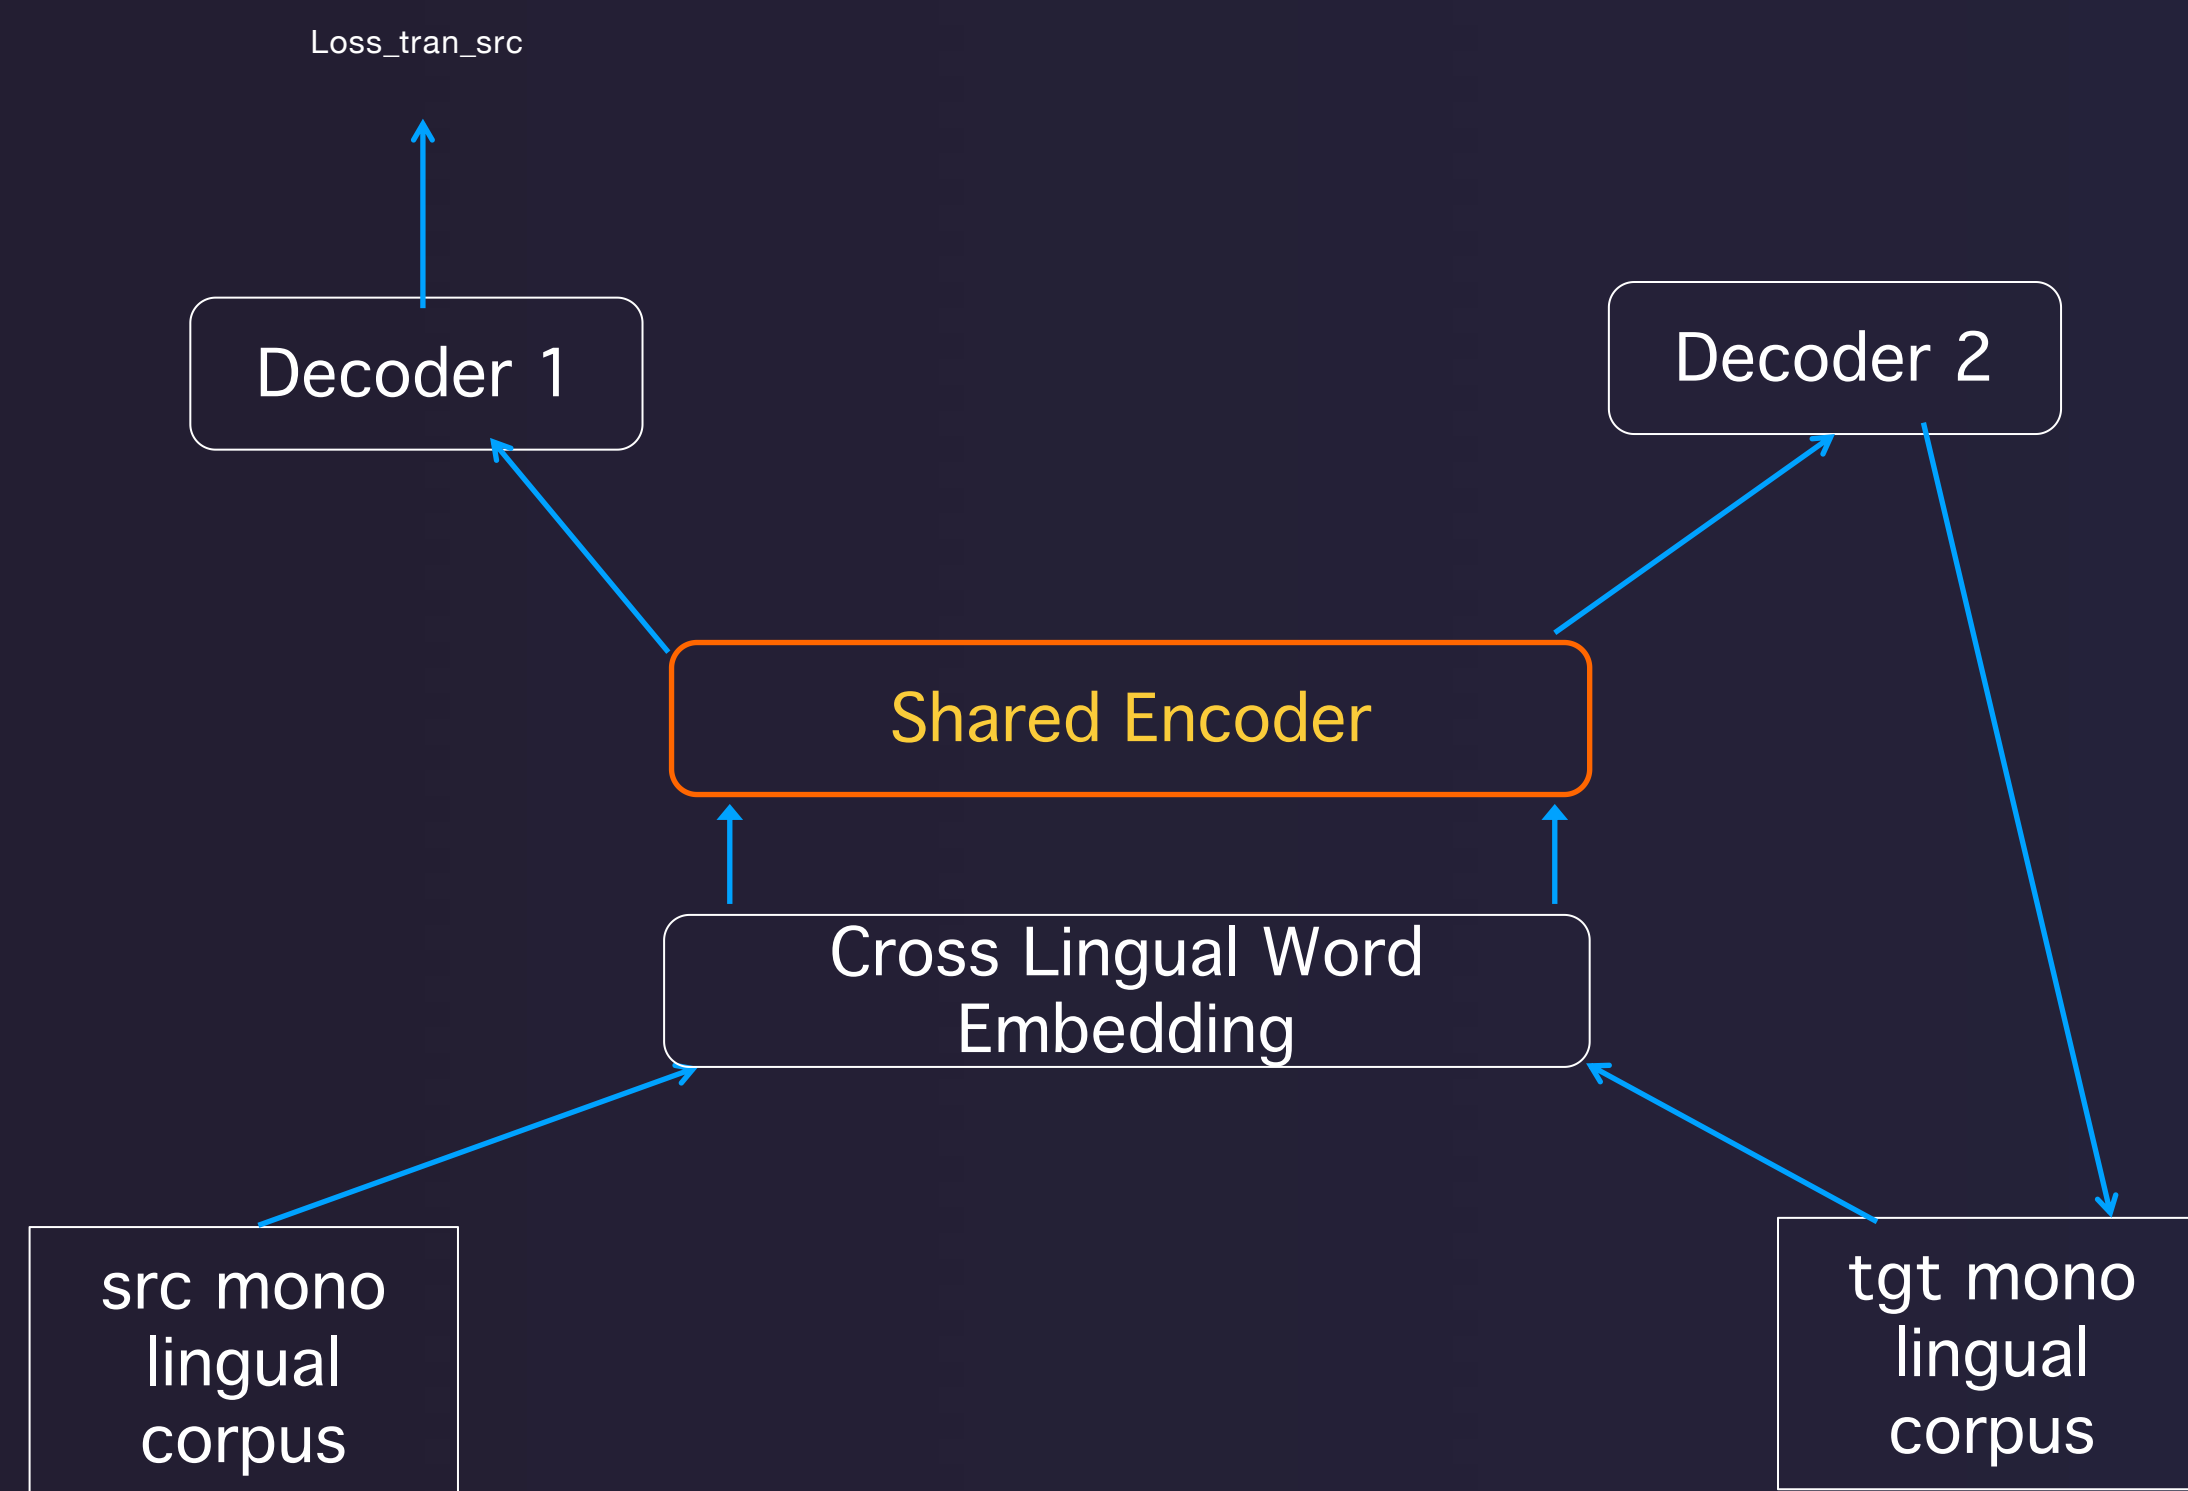 Loss_tran_src
Decoder 1
Decoder 2
Shared Encoder
Cross Lingual Word
Embedding
src mono
lingual
corpus
tgt mono
lingual
corpus